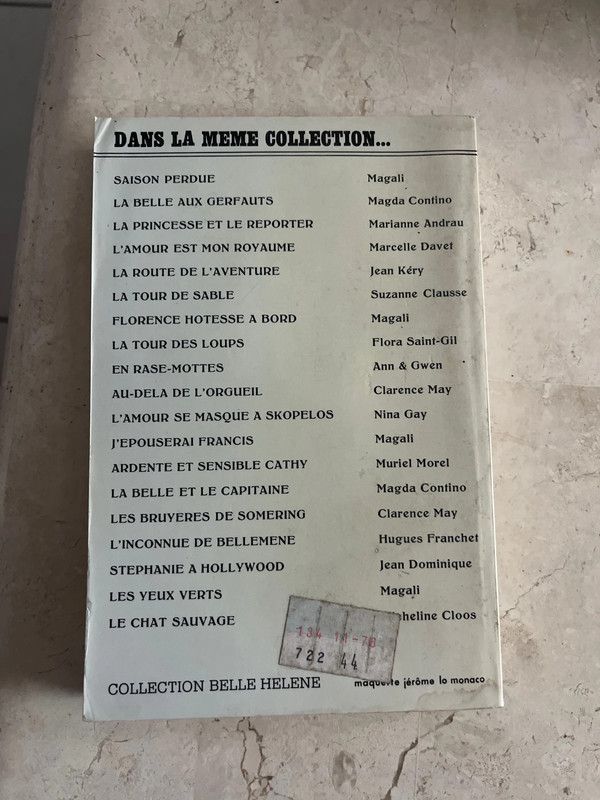 DANS LA MEME COLLECTION...
SAISON PERDUE Magali
LA BELLE AUX GERFAUTS Magda Contino
LA PRINCESSE ET LE REPORTER Marianne Andrau
L'AMOUR EST MON ROYAUME Marcelle Davet
LA ROUTE DE L'AVENTURE Jean Kéry
LA TOUR DE SABLE Suzanne Clausse
FLORENCE HOTESSE A BORD Magali
LA TOUR DES LOUPS Flora Saint-Gil
EN RASE-MOTTES Ann & Gwen
AU-DELA DE L'ORGUEIL Clarence May
L'AMOUR SE MASQUE A SKOPELOS Nina Gay
J'EPOUSERAI FRANCIS Magali
ARDENTE ET SENSIBLE CATHY Muriel Morel
LA BELLE ET LE CAPITAINE Magda Contino
LES BRUYERES DE SOMERING Clarence May
L'INCONNUE DE BELLEMENE Hugues Franchet
STEPHANIE A HOLLYWOOD Jean Dominique
LES YEUX VERTS Magali
LE CHAT SAUVAGE Cloos
722 44
COLLECTION BELLE HELENE maquette jérôme lo monaco